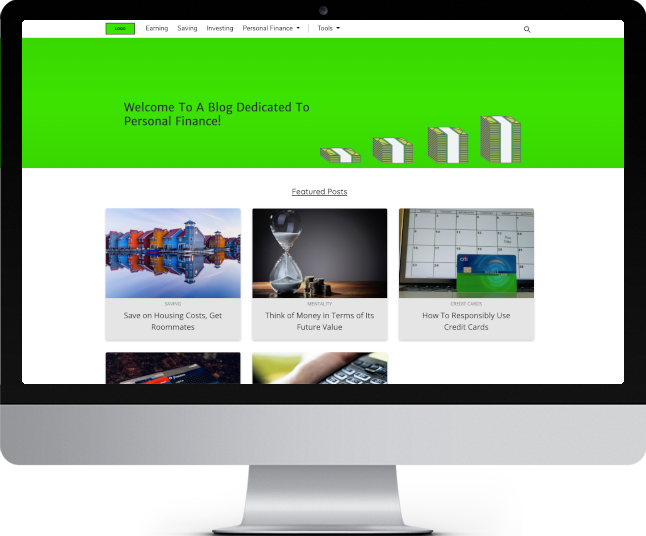 LOGO
Earning Saving Investing Personal Finance Tools
Welcome To A Blog Dedicated To
Personal Finance!
Featured Posts
SAVING
Save on Housing Costs, Get
Roommates
MENTALITY
Think of Money in Terms of Its
Future Value
citi
CREDIT CARDS
How To Responsibly Use
Credit Cards